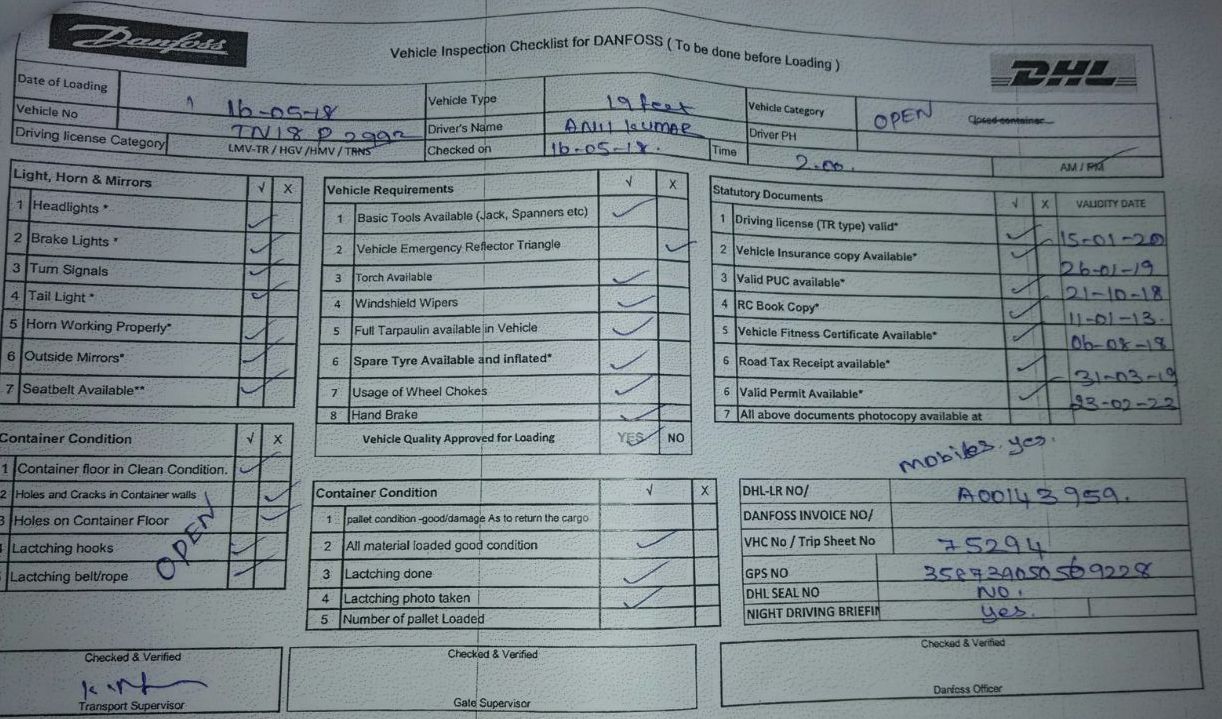 Danfoss
Vehicle Inspection Checklist for DANFOSS ( To be done before Loading )
DHL
Date of Loading 16-05-18 Vehicle Type 19 feet Vehicle Category OPEN Closed container
Vehicle No TN18 P 2992 Driver's Name ANIL KUMAR Driver PH
Driving license Category LMV-TR / HGV /HMV / TRNS Checked on 16-05-18. Time 2.00. AM / PM
Light, Horn & Mirrors √ X
1 Headlights * ✓
2 Brake Lights * ✓
3 Turn Signals ✓
4 Tail Light * ✓
5 Horn Working Properly* ✓
6 Outside Mirrors* ✓
7 Seatbelt Available** ✓
Container Condition √ X
1 Container floor in Clean Condition. ✓
2 Holes and Cracks in Container walls ✓
3 Holes on Container Floor ✓
Lactching hooks ✓
Lactching belt/rope ✓
OPEN
Vehicle Requirements √ X
1 Basic Tools Available (Jack, Spanners etc) ✓
2 Vehicle Emergency Reflector Triangle ✓
3 Torch Available ✓
4 Windshield Wipers ✓
5 Full Tarpaulin available in Vehicle ✓
6 Spare Tyre Available and inflated* ✓
7 Usage of Wheel Chokes ✓
8 Hand Brake ✓
Vehicle Quality Approved for Loading YES ✓ NO
Container Condition √ X
1 pallet condition -good/damage As to return the cargo
2 All material loaded good condition ✓
3 Lactching done ✓
4 Lactching photo taken ✓
5 Number of pallet Loaded
Statutory Documents √ X VALIDITY DATE
1 Driving license (TR type) valid* ✓ 15-01-20
2 Vehicle Insurance copy Available* ✓ 26-01-19
3 Valid PUC available* ✓ 21-10-18
4 RC Book Copy* ✓ 11-01-13.
5 Vehicle Fitness Certificate Available* ✓ 06-08-18
6 Road Tax Receipt available* ✓ 31-03-19
6 Valid Permit Available* ✓ 23-02-22
7 All above documents photocopy available at
mobiles. yes.
DHL-LR NO/ A00143959.
DANFOSS INVOICE NO/
VHC No / Trip Sheet No 75294
GPS NO 358739050569228
DHL SEAL NO NO.
NIGHT DRIVING BRIEFIN yes.
Checked & Verified
Transport Supervisor
Checked & Verified
Gate Supervisor
Checked & Verified
Danfoss Officer